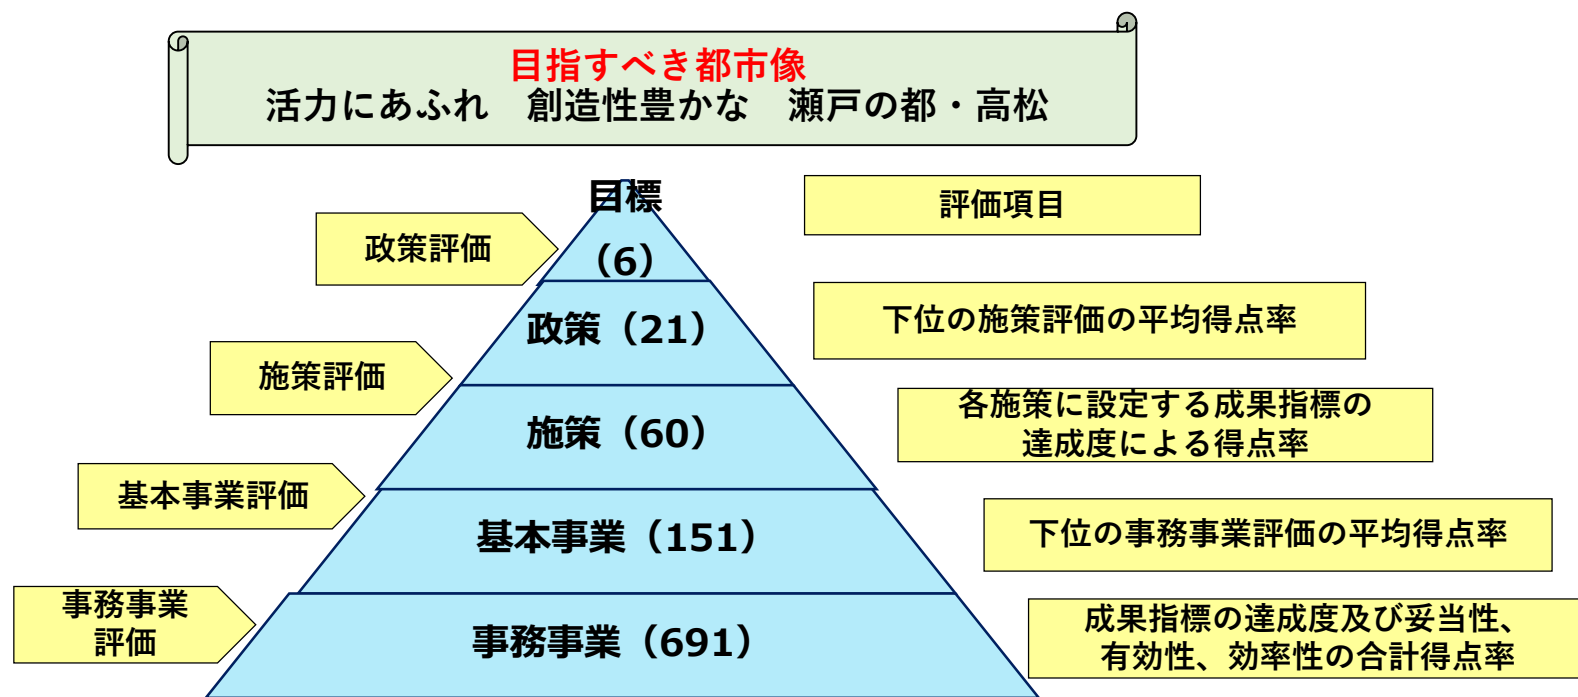 目指すべき都市像
活力にあふれ　創造性豊かな　瀬戸の都・高松
目標
（6）
評価項目
政策評価
政策（21）
下位の施策評価の平均得点率
施策評価
施策（60）
各施策に設定する成果指標の
達成度による得点率
基本事業評価
基本事業（151）
下位の事務事業評価の平均得点率
事務事業
評価
事務事業（691）
成果指標の達成度及び妥当性、
有効性、効率性の合計得点率